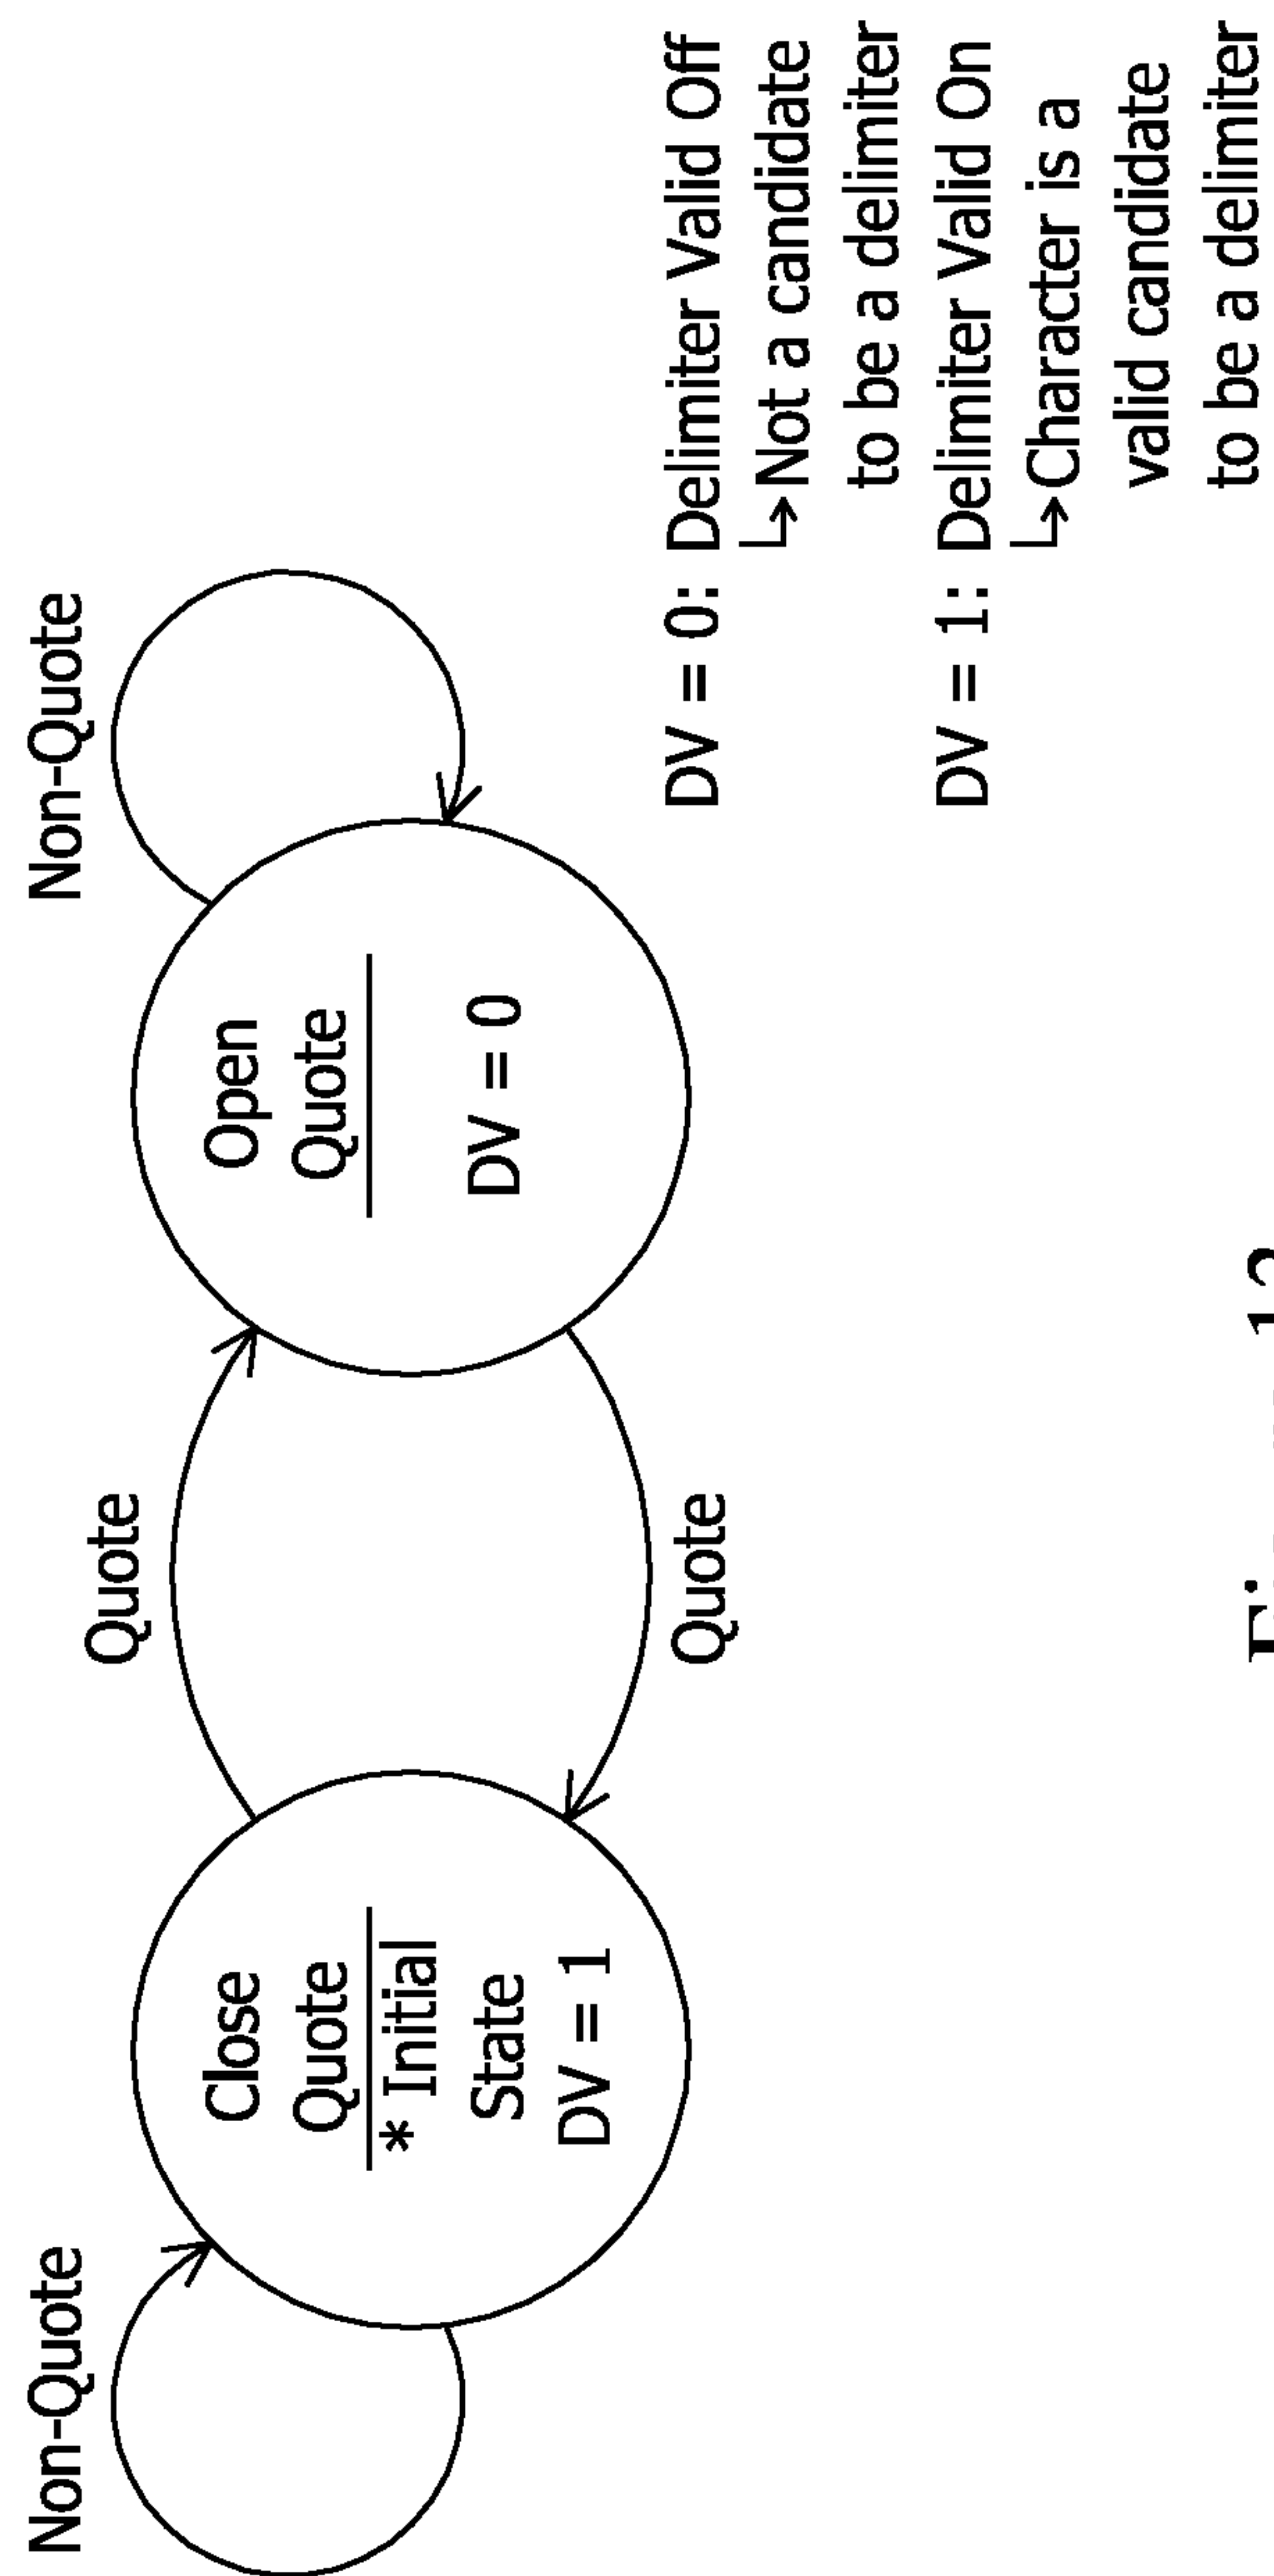 Non-Quote
Quote
Non-Quote
Close
Quote
* Initial
State
DV = 1
Open
Quote
DV = 0
Quote
DV = 0: Delimiter Valid Off
↳Not a candidate
to be a delimiter
DV = 1: Delimiter Valid On
↳Character is a
valid candidate
to be a delimiter